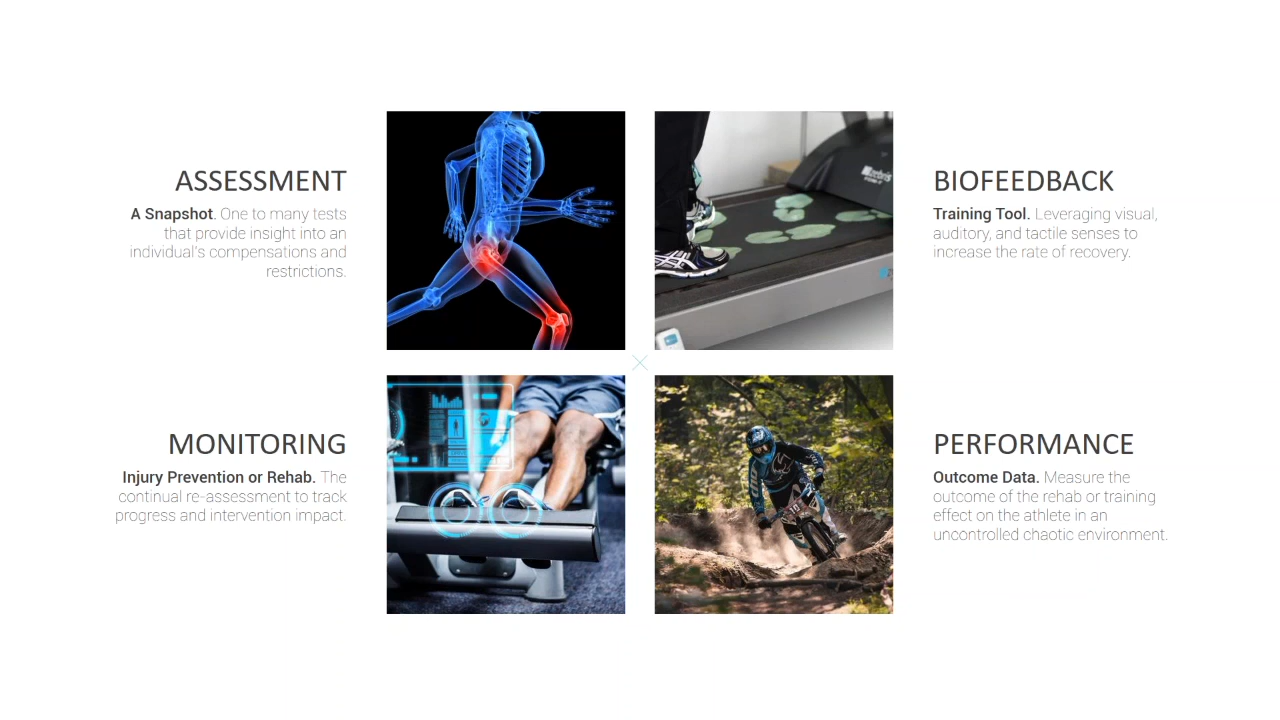 ASSESSMENT
A Snapshot. One to many tests
that provide insight into an
individual's compensations and
restrictions.
BIOFEEDBACK
Training Tool. Leveraging visual,
auditory, and tactile senses to
increase the rate of recovery.
zebris
MONITORING
Injury Prevention or Rehab. The
continual re-assessment to track
progress and intervention impact.
PERFORMANCE
Outcome Data. Measure the
outcome of the rehab or training
effect on the athlete in an
uncontrolled chaotic environment.